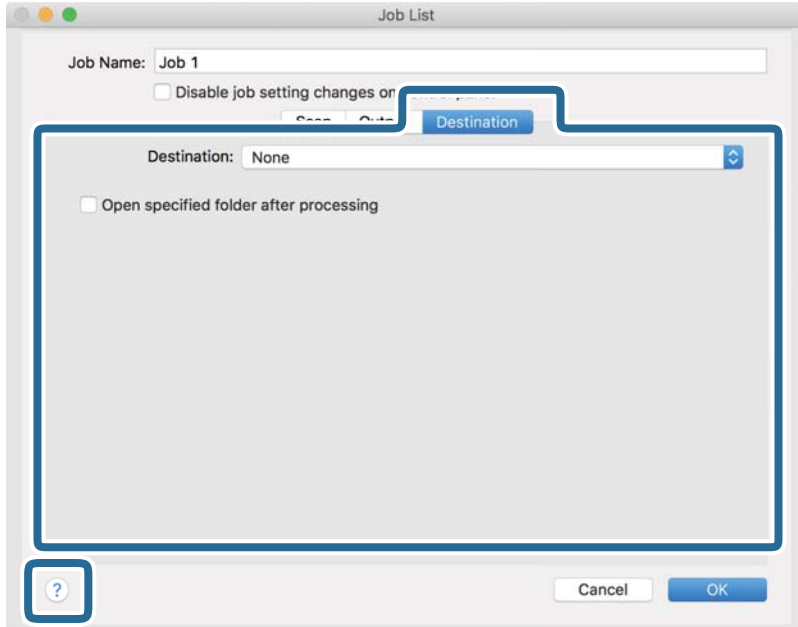 Job List
Job Name: Job 1
Disable job setting changes on
Destination
Destination: None
Open specified folder after processing
?
Cancel OK